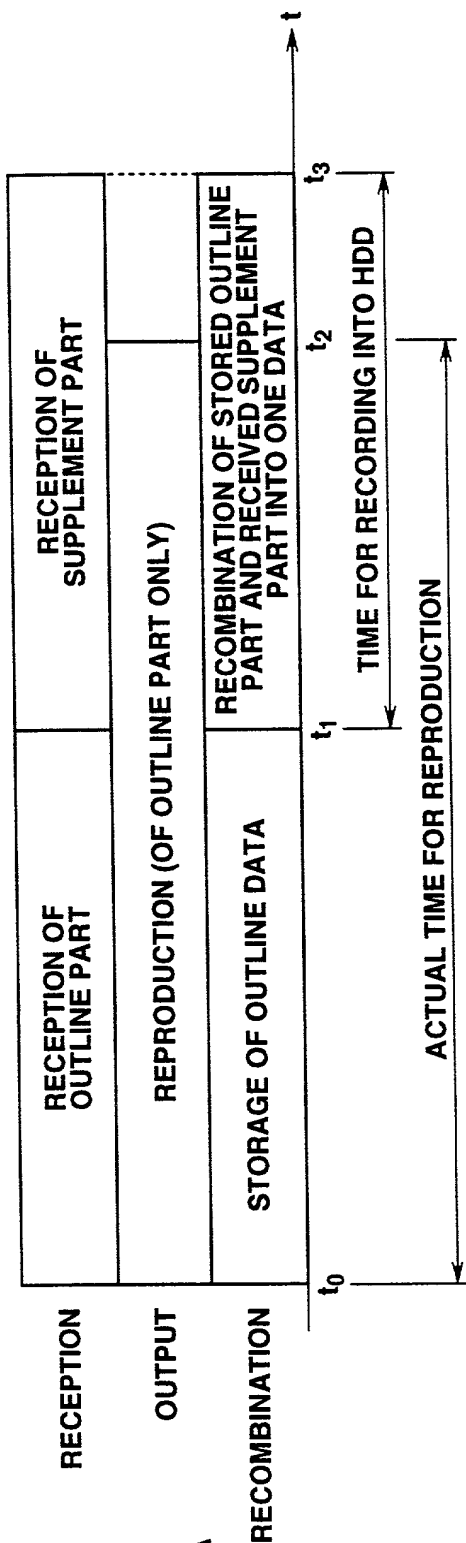 RECEPTION
RECEPTION OF
OUTLINE PART
RECEPTION OF
SUPPLEMENT PART
OUTPUT
REPRODUCTION (OF OUTLINE PART ONLY)
RECOMBINATION
STORAGE OF OUTLINE DATA
RECOMBINATION OF STORED OUTLINE
PART AND RECEIVED SUPPLEMENT
PART INTO ONE DATA
t
t0
t1
t2
t3
TIME FOR RECORDING INTO HDD
ACTUAL TIME FOR REPRODUCTION